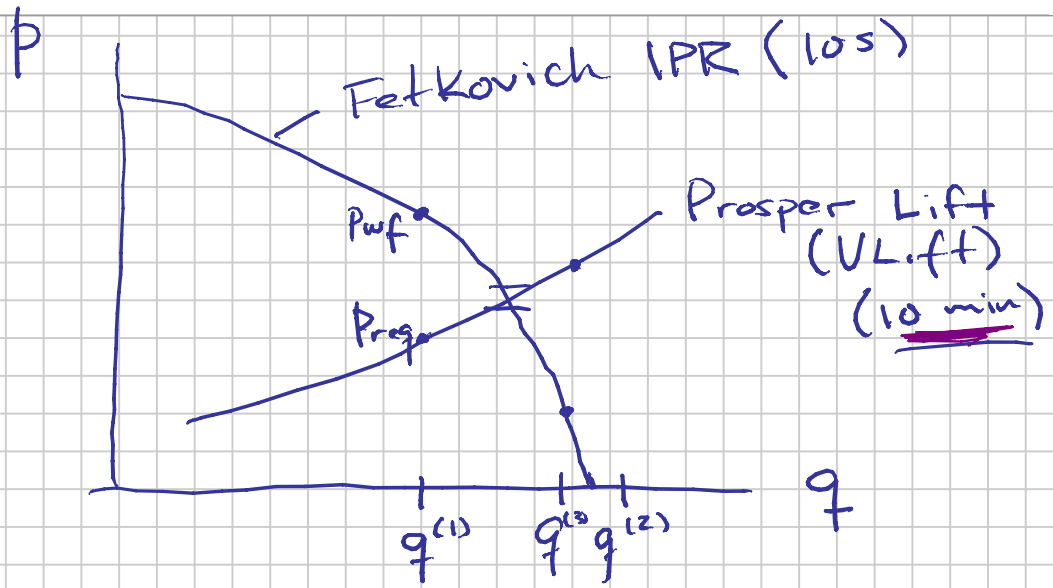 p
Fetkovich IPR (10s)
Pwf
Prosper Lift
(VLift)
(10 min)
Preq
q
q(1) q(3) q(2)